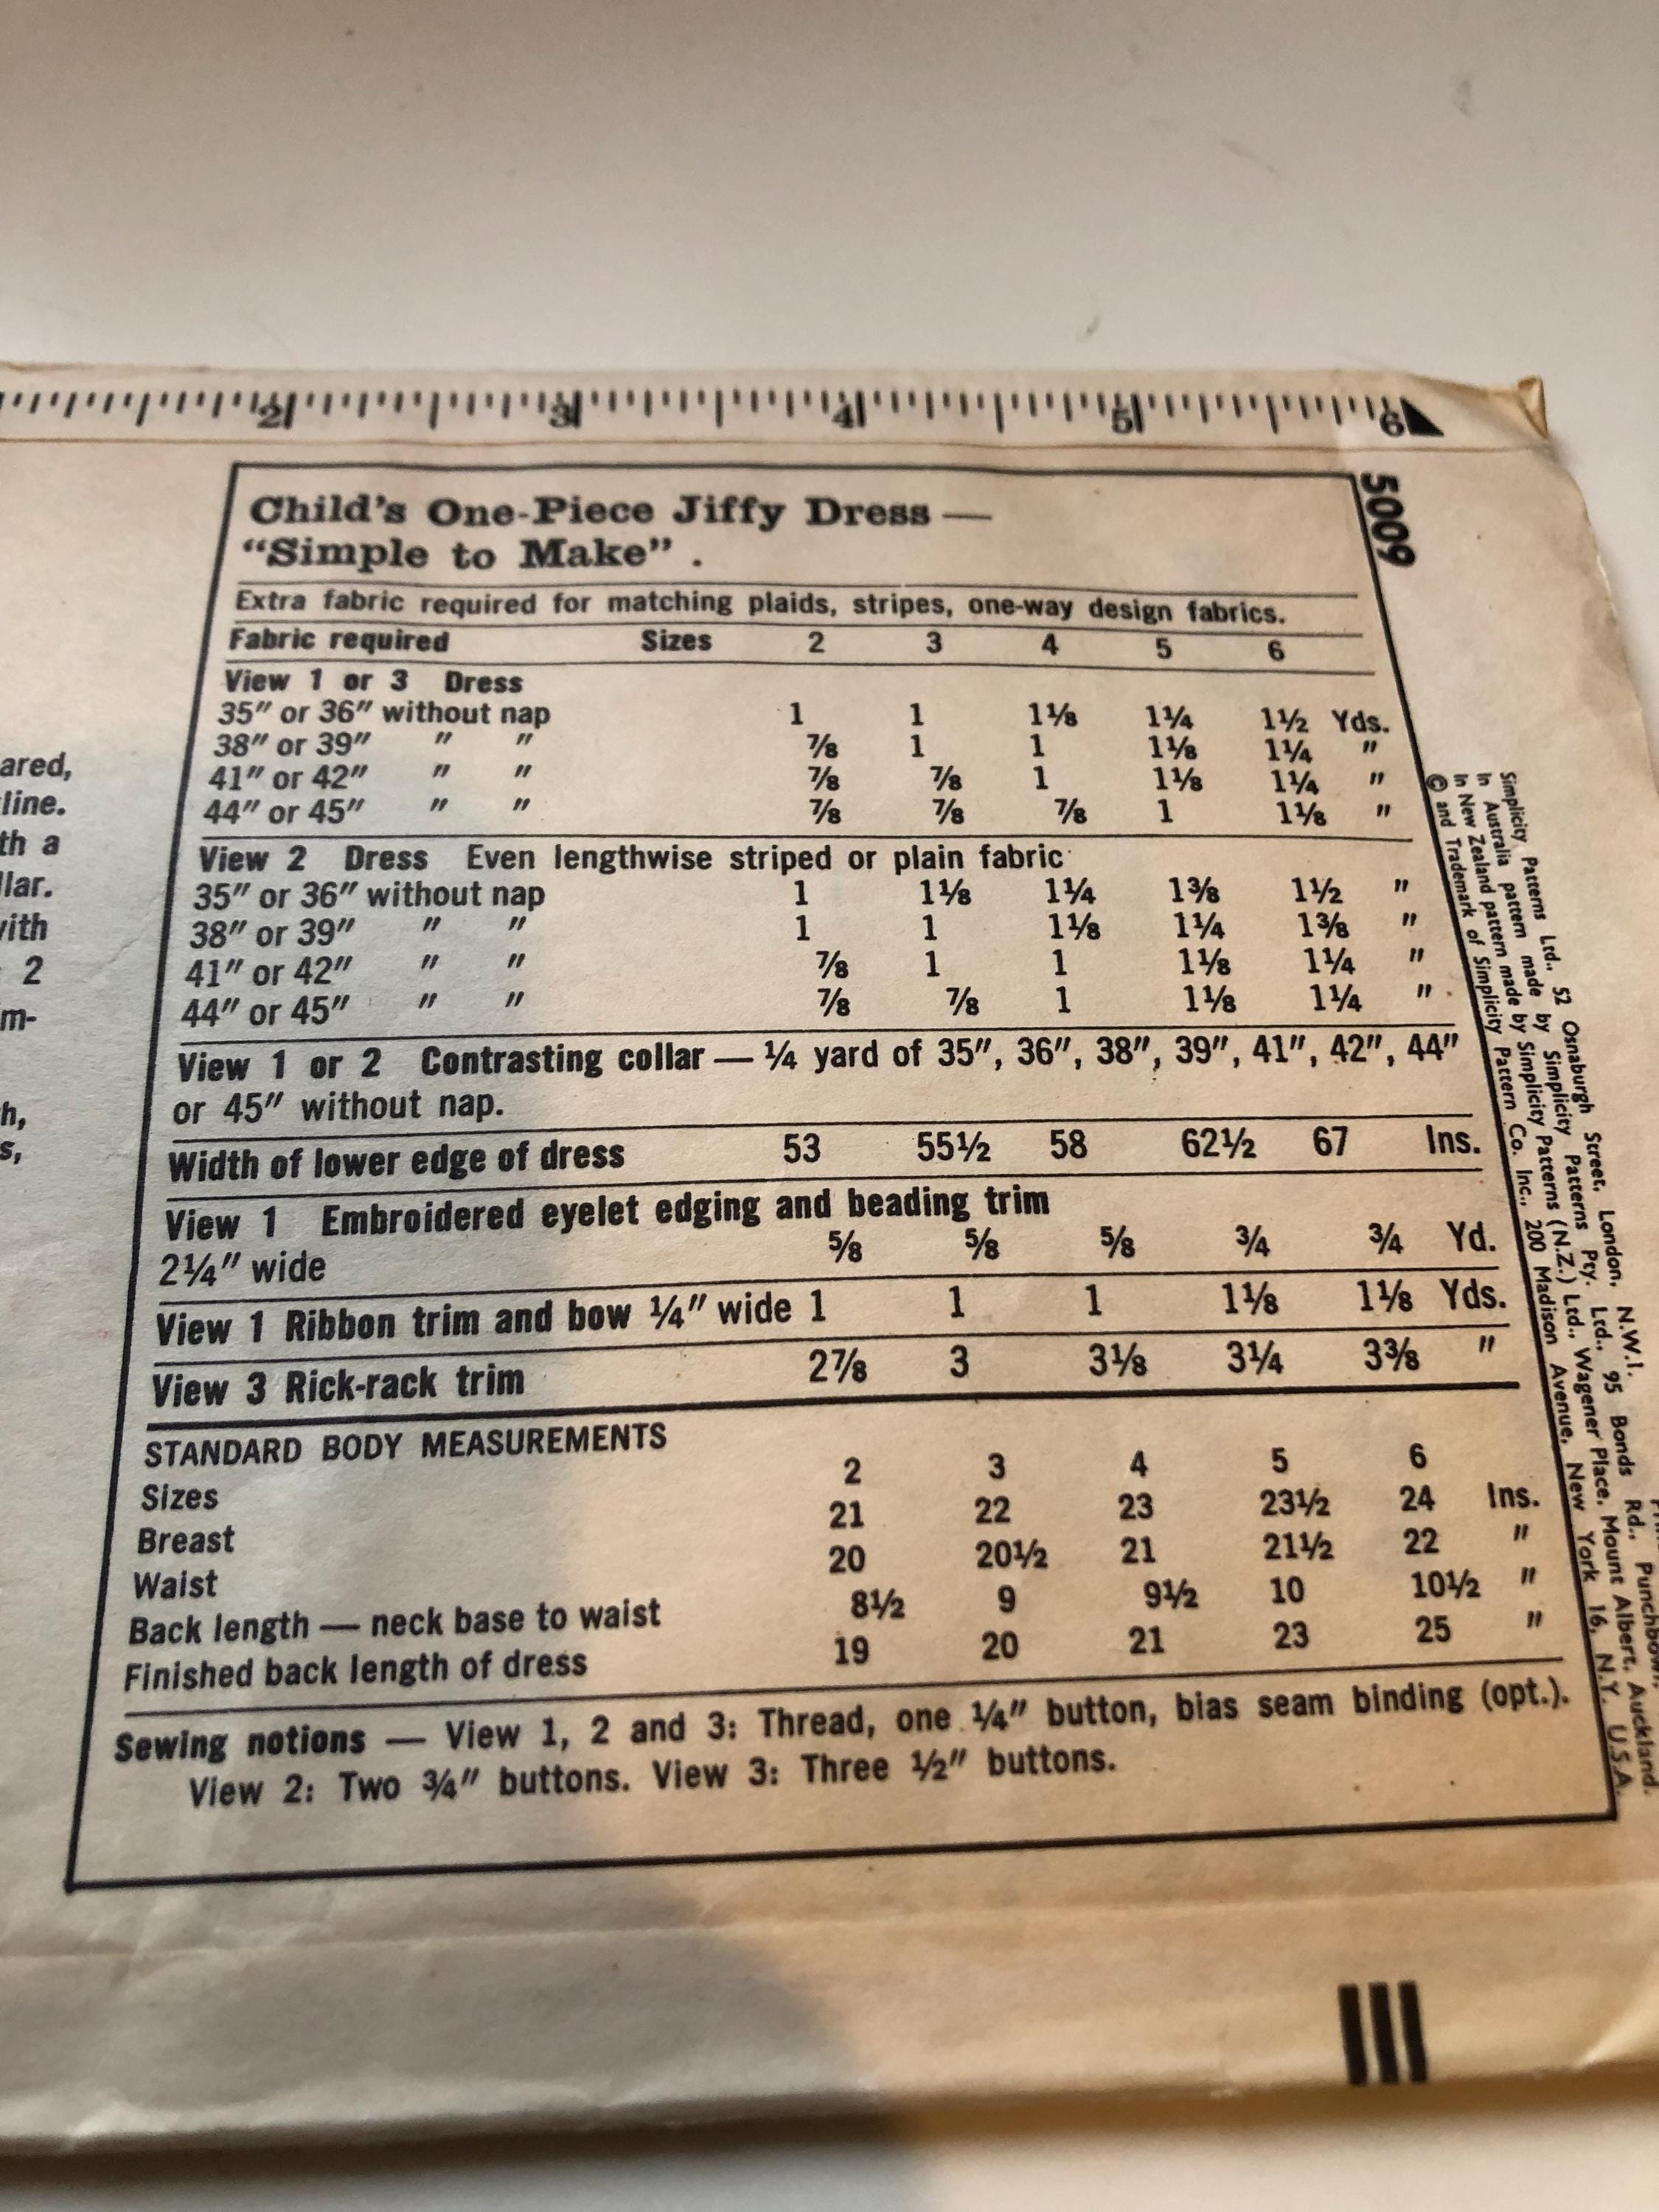 2 3 4 5 6
5009
Child's One-Piece Jiffy Dress —
"Simple to Make" .
Extra fabric required for matching plaids, stripes, one-way design fabrics.
Fabric required Sizes 2 3 4 5 6
View 1 or 3 Dress
35" or 36" without nap 1 1 1⅛ 1¼ 1½ Yds.
38" or 39" " " ⅞ 1 1 1⅛ 1¼ "
41" or 42" " " ⅞ ⅞ 1 1⅛ 1¼ "
44" or 45" " " ⅞ ⅞ ⅞ 1 1⅛ "
View 2 Dress Even lengthwise striped or plain fabric
35" or 36" without nap 1 1⅛ 1¼ 1⅜ 1½ "
38" or 39" " " 1 1 1⅛ 1¼ 1⅜ "
41" or 42" " " ⅞ 1 1 1⅛ 1¼ "
44" or 45" " " ⅞ ⅞ 1 1⅛ 1¼ "
View 1 or 2 Contrasting collar — ¼ yard of 35", 36", 38", 39", 41", 42", 44"
or 45" without nap.
Width of lower edge of dress 53 55½ 58 62½ 67 Ins.
View 1 Embroidered eyelet edging and beading trim
2¼" wide ⅝ ⅝ ⅝ ¾ ¾ Yd.
View 1 Ribbon trim and bow ¼" wide 1 1 1 1⅛ 1⅛ Yds.
View 3 Rick-rack trim 2⅞ 3 3⅛ 3¼ 3⅜ "
STANDARD BODY MEASUREMENTS
Sizes 2 3 4 5 6
Breast 21 22 23 23½ 24 Ins.
Waist 20 20½ 21 21½ 22 "
Back length — neck base to waist 8½ 9 9½ 10 10½ "
Finished back length of dress 19 20 21 23 25 "
Sewing notions — View 1, 2 and 3: Thread, one ¼" button, bias seam binding (opt.).
View 2: Two ¾" buttons. View 3: Three ½" buttons.
ared,
line.
th a
llar.
with
2
m-
h,
s,
Simplicity Patterns Ltd., 52 Osnaburgh Street, London, N.W.1.
In Australia pattern made by Simplicity Patterns Pty. Ltd., 95 Bonds Rd., Punchbowl,
In New Zealand pattern made by Simplicity Patterns (N.Z.) Ltd., Wagener Place, Mount Albert, Auckland.
© and Trademark of Simplicity Pattern Co. Inc., 200 Madison Avenue, New York 16, N.Y. U.S.A.